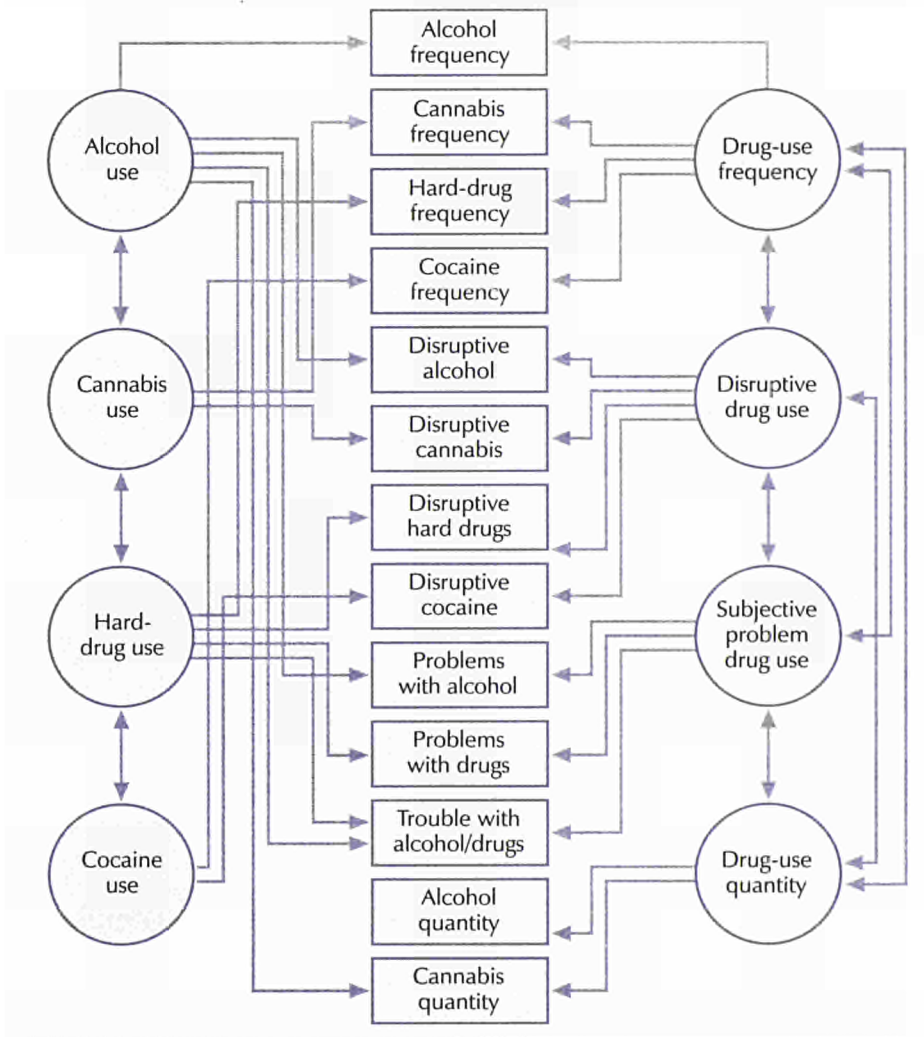 Alcohol
frequency
Cannabis
frequency
Hard-drug
frequency
Cocaine
frequency
Disruptive
alcohol
Disruptive
cannabis
Disruptive
hard drugs
Disruptive
cocaine
Problems
with alcohol
Problems
with drugs
Trouble with
alcohol/drugs
Alcohol
quantity
Cannabis
quantity
Alcohol
use
Cannabis
use
Hard-
drug use
Cocaine
use
Drug-use
frequency
Disruptive
drug use
Subjective
problem
drug use
Drug-use
quantity